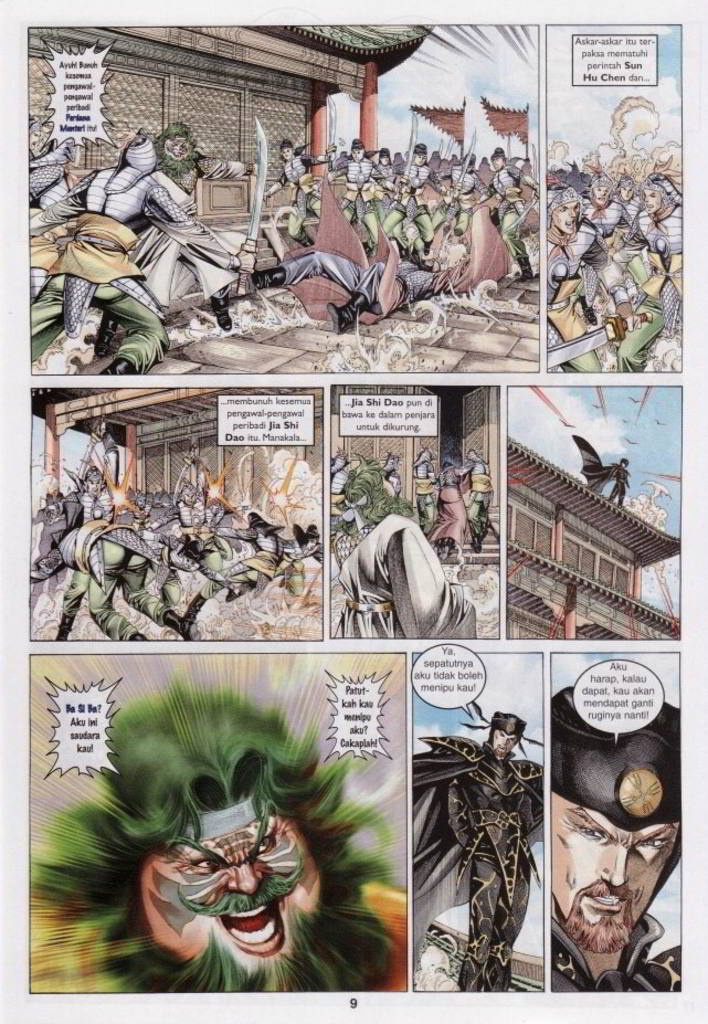 Ayuh! Bunuh
kesemua
pengawal-
pengawal
peribadi
Perdana
Menteri itu!
Askar-askar itu ter-
paksa mematuhi
perintah Sun
Hu Chen dan...
...membunuh kesemua
pengawal-pengawal
peribadi Jia Shi
Dao itu. Manakala...
...Jia Shi Dao pun di
bawa ke dalam penjara
untuk dikurung.
Ba Si Ba?
Aku ini
saudara
kau!
Patut-
kah kau
menipu
aku?
Cakaplah!
Ya,
sepatutnya
aku tidak boleh
menipu kau!
Aku
harap, kalau
dapat, kau akan
mendapat ganti
ruginya nanti!
9